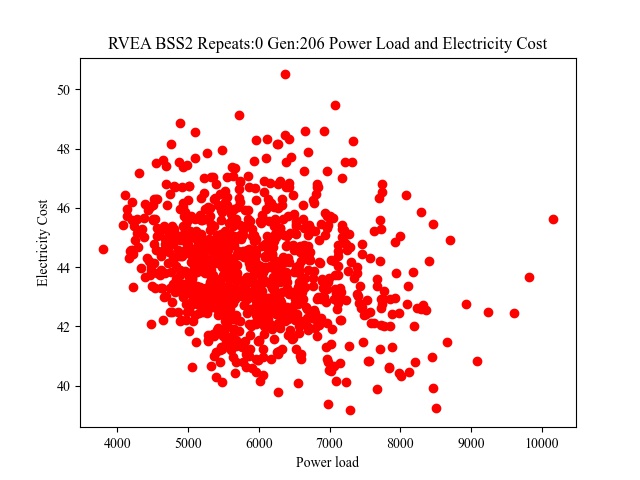 RVEA BSS2 Repeats:0 Gen:206 Power Load and Electricity Cost
50
48
46
44
42
40
Electricity Cost
4000 5000 6000 7000 8000 9000 10000
Power load